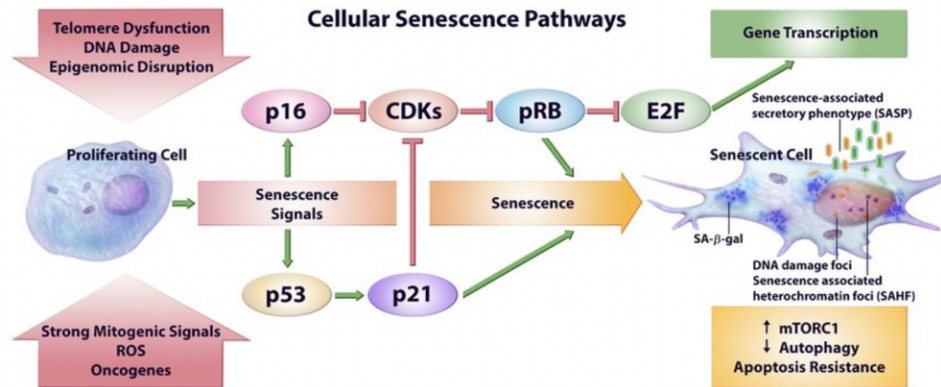 Cellular Senescence Pathways
Telomere Dysfunction
DNA Damage
Epigenomic Disruption
Gene Transcription
p16
CDKs
pRB
E2F
Senescence-associated
secretory phenotype (SASP)
Proliferating Cell
Senescent Cell
Senescence
Signals
Senescence
SA-β-gal
DNA damage foci
Senescence associated
heterochromatin foci (SAHF)
p53
p21
Strong Mitogenic Signals
ROS
Oncogenes
↑ mTORC1
↓ Autophagy
Apoptosis Resistance